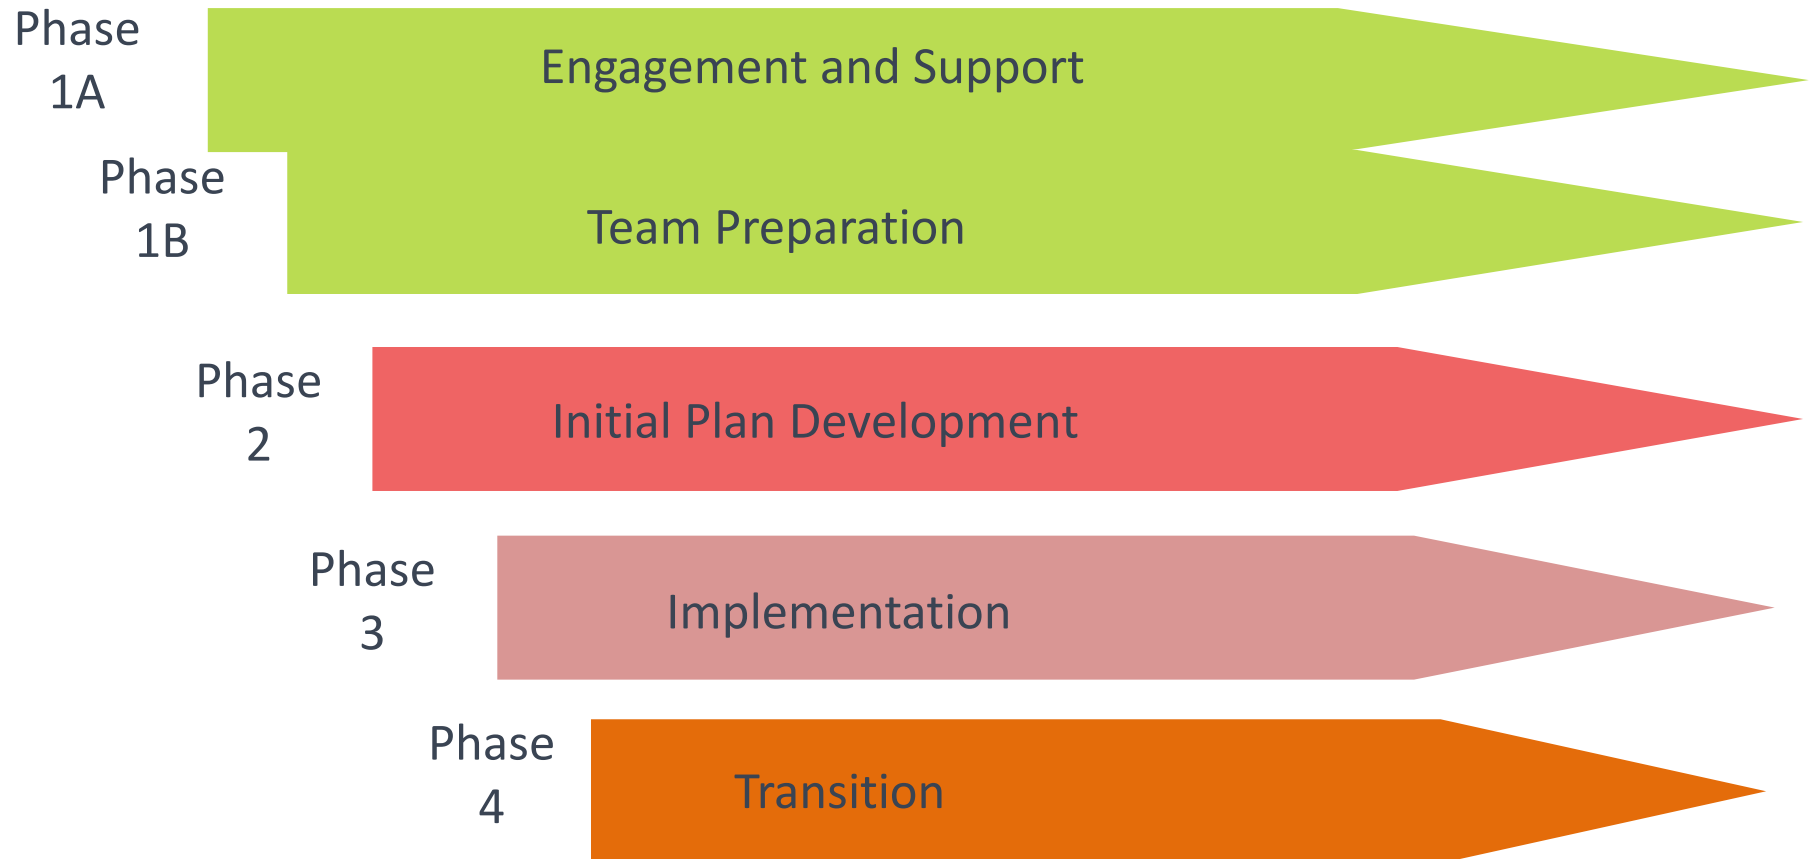 Phase
1A
Engagement and Support
Phase
1B
Team Preparation
Phase
2
Initial Plan Development
Phase
3
Implementation
Phase
4
Transition